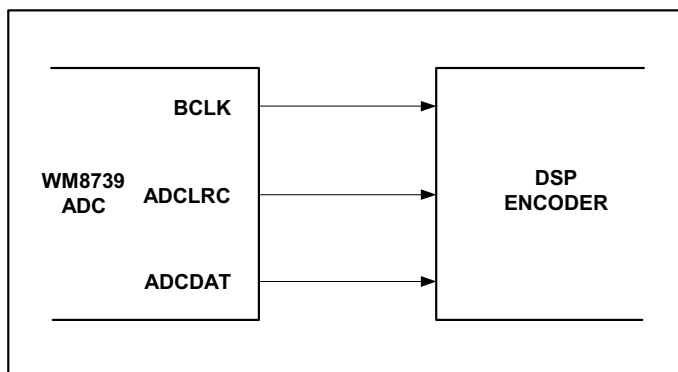 BCLK
WM8739
ADC
ADCLRC
DSP
ENCODER
ADCDAT